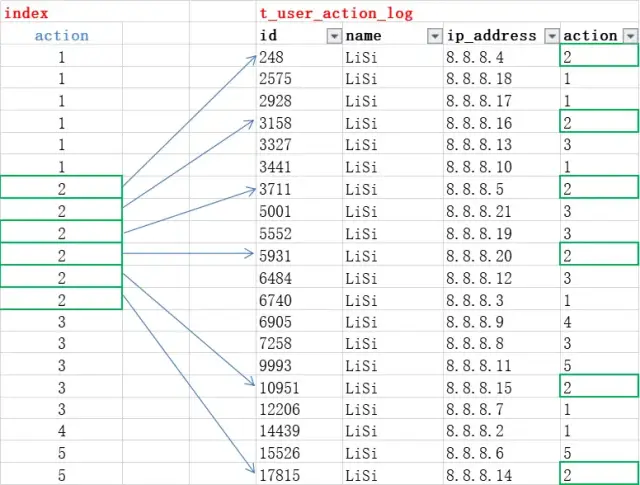 index t_user_action_log
action id name ip_address action
1 248 LiSi 8.8.8.4 2
1 2575 LiSi 8.8.8.18 1
1 2928 LiSi 8.8.8.17 1
1 3158 LiSi 8.8.8.16 2
1 3327 LiSi 8.8.8.13 3
1 3441 LiSi 8.8.8.10 1
2 3711 LiSi 8.8.8.5 2
2 5001 LiSi 8.8.8.21 3
2 5552 LiSi 8.8.8.19 3
2 5931 LiSi 8.8.8.20 2
2 6484 LiSi 8.8.8.12 3
2 6740 LiSi 8.8.8.3 1
3 6905 LiSi 8.8.8.9 4
3 7258 LiSi 8.8.8.8 3
3 9993 LiSi 8.8.8.11 5
3 10951 LiSi 8.8.8.15 2
3 12206 LiSi 8.8.8.7 1
4 14439 LiSi 8.8.8.2 1
5 15526 LiSi 8.8.8.6 5
5 17815 LiSi 8.8.8.14 2